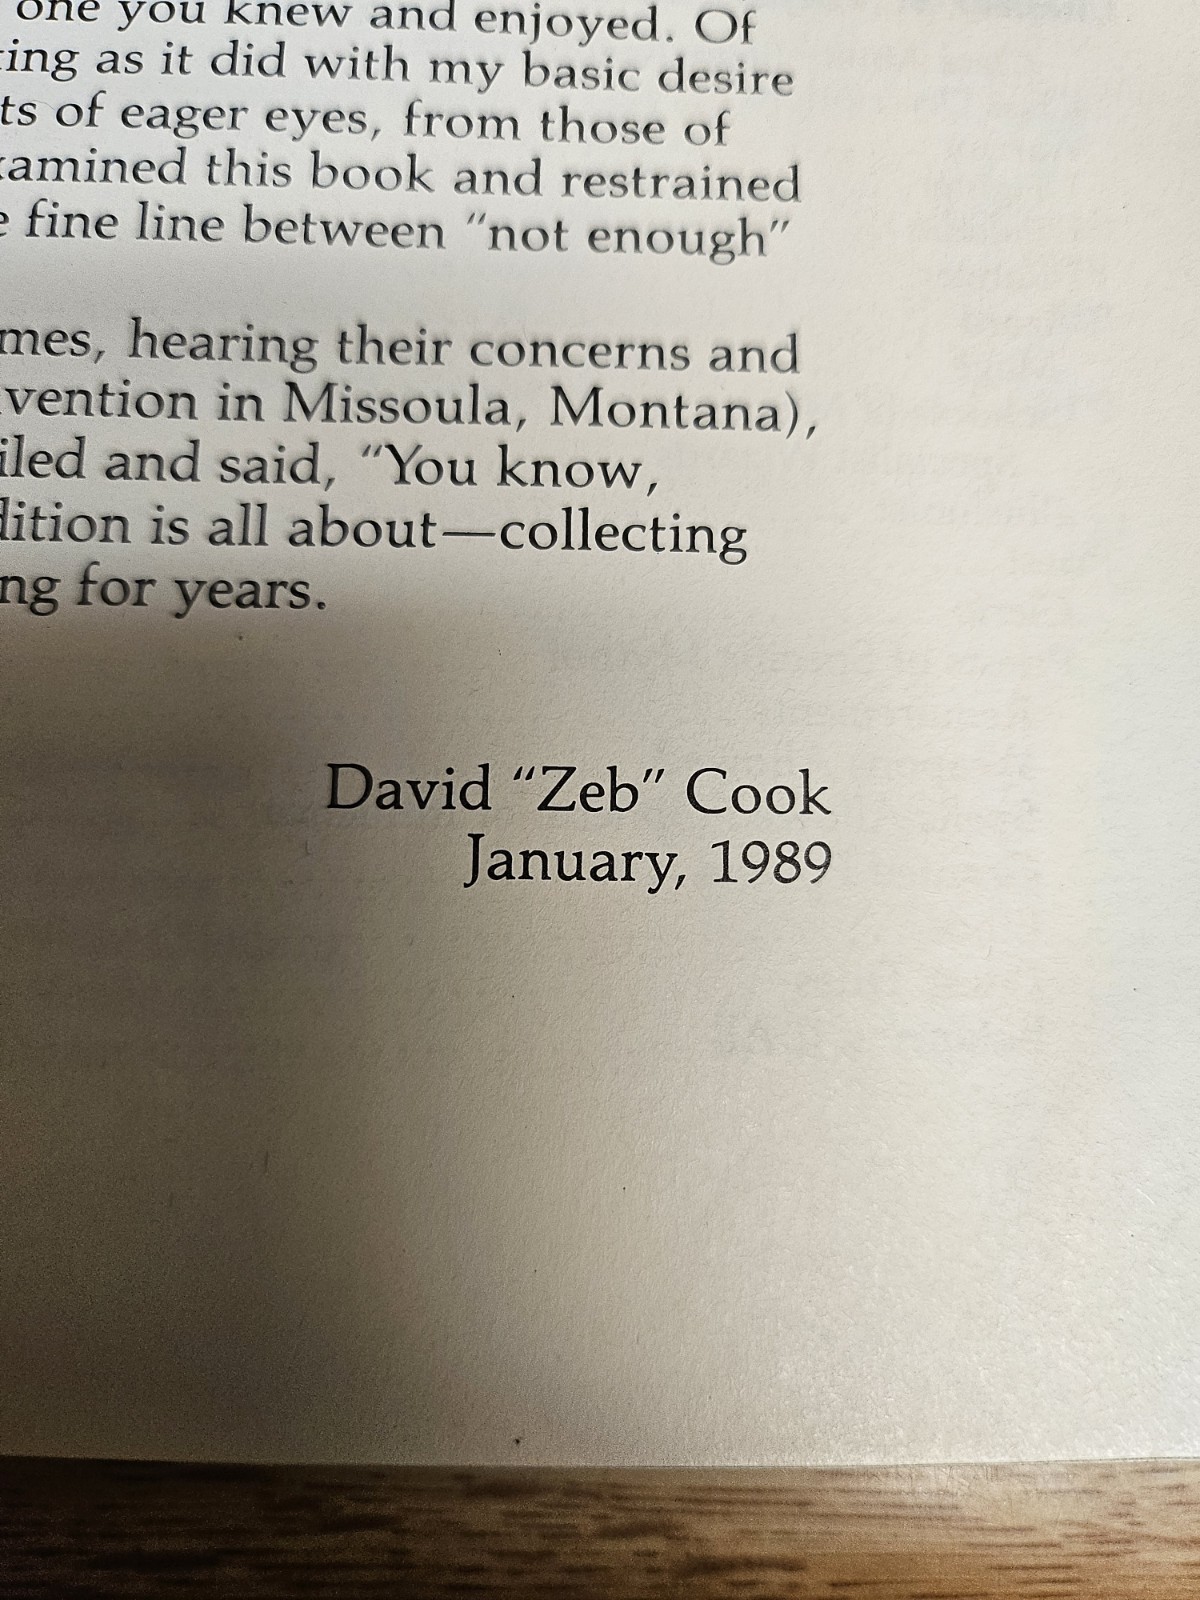 one you knew and enjoyed. Of
ing as it did with my basic desire
ts of eager eyes, from those of
amined this book and restrained
fine line between “not enough”
mes, hearing their concerns and
vention in Missoula, Montana),
iled and said, “You know,
dition is all about—collecting
ng for years.
David “Zeb” Cook
January, 1989